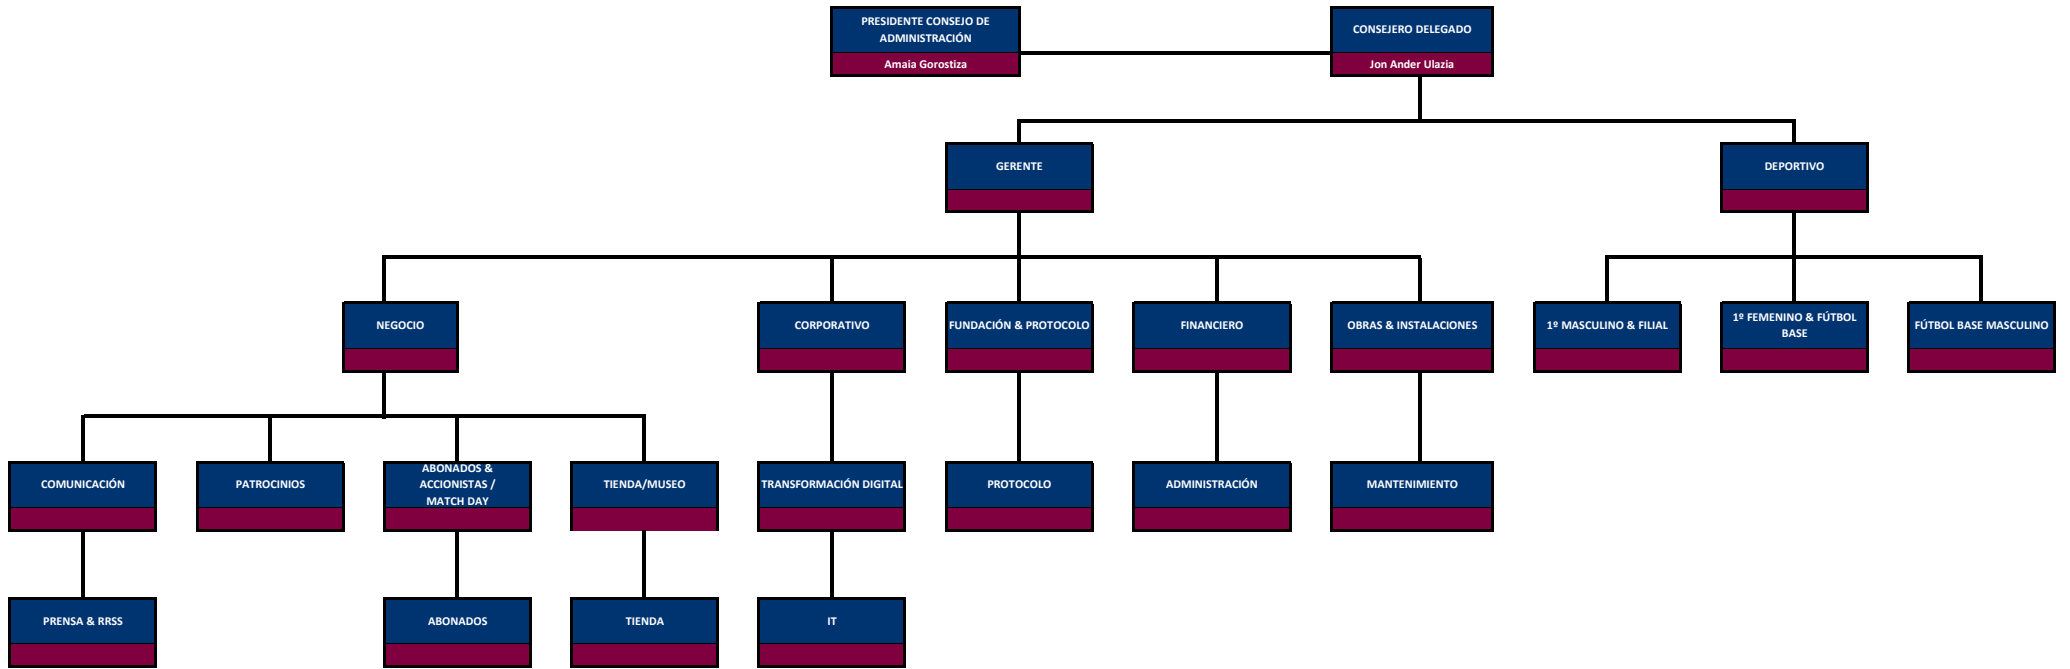 PRESIDENTE CONSEJO DE
ADMINISTRACIÓN
Amaia Gorostiza
CONSEJERO DELEGADO
Jon Ander Ulazia
GERENTE
DEPORTIVO
NEGOCIO
CORPORATIVO
FUNDACIÓN & PROTOCOLO
FINANCIERO
OBRAS & INSTALACIONES
1º MASCULINO & FILIAL
1º FEMENINO & FÚTBOL
BASE
FÚTBOL BASE MASCULINO
COMUNICACIÓN
PATROCINIOS
ABONADOS &
ACCIONISTAS /
MATCH DAY
TIENDA/MUSEO
TRANSFORMACIÓN DIGITAL
PROTOCOLO
ADMINISTRACIÓN
MANTENIMIENTO
PRENSA & RRSS
ABONADOS
TIENDA
IT